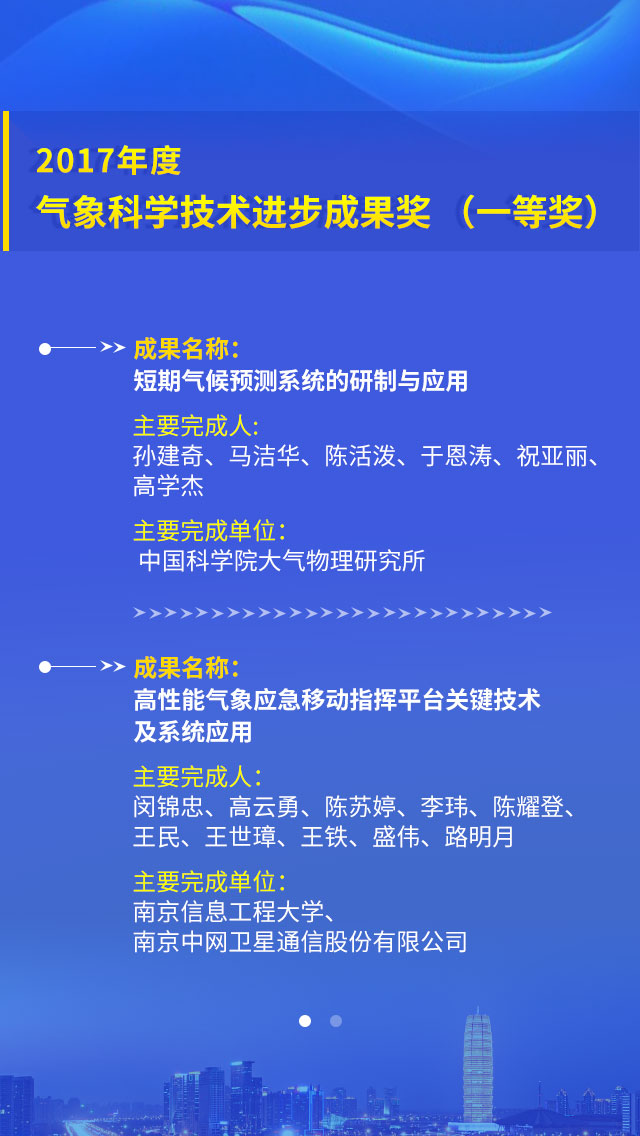 2017年度
气象科学技术进步成果奖（一等奖）
成果名称：
短期气候预测系统的研制与应用
主要完成人:
孙建奇、马洁华、陈活泼、于恩涛、祝亚丽、
高学杰
主要完成单位：
中国科学院大气物理研究所
成果名称：
高性能气象应急移动指挥平台关键技术
及系统应用
主要完成人：
闵锦忠、高云勇、陈苏婷、李玮、陈耀登、
王民、王世璋、王铁、盛伟、路明月
主要完成单位：
南京信息工程大学、
南京中网卫星通信股份有限公司